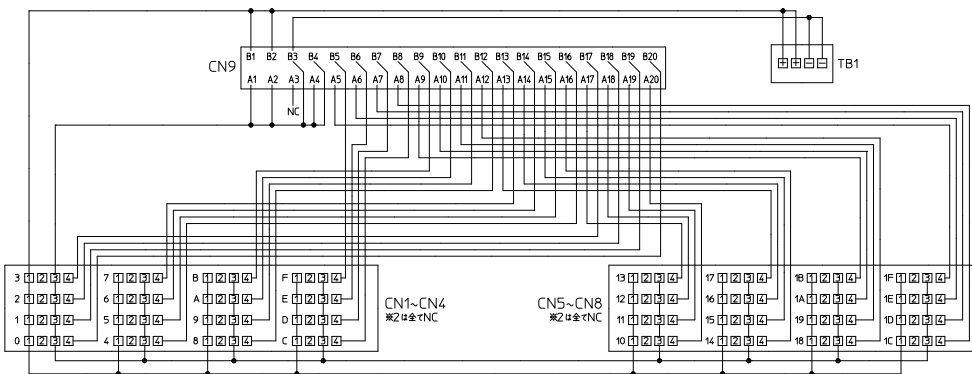 B1 B2 B3 B4 B5 B6 B7 B8 B9 B10 B11 B12 B13 B14 B15 B16 B17 B18 B19 B20
CN9
A1 A2 A3 A4 A5 A6 A7 A8 A9 A10 A11 A12 A13 A14 A15 A16 A17 A18 A19 A20
NC
+ + - - TB1
3 1 2 3 4 7 1 2 3 4 B 1 2 3 4 F 1 2 3 4
2 1 2 3 4 6 1 2 3 4 A 1 2 3 4 E 1 2 3 4
1 1 2 3 4 5 1 2 3 4 9 1 2 3 4 D 1 2 3 4
0 1 2 3 4 4 1 2 3 4 8 1 2 3 4 C 1 2 3 4
CN1~CN4
※2は全てNC
CN5~CN8
※2は全てNC
13 1 2 3 4 17 1 2 3 4 1B 1 2 3 4 1F 1 2 3 4
12 1 2 3 4 16 1 2 3 4 1A 1 2 3 4 1E 1 2 3 4
11 1 2 3 4 15 1 2 3 4 19 1 2 3 4 1D 1 2 3 4
10 1 2 3 4 14 1 2 3 4 18 1 2 3 4 1C 1 2 3 4